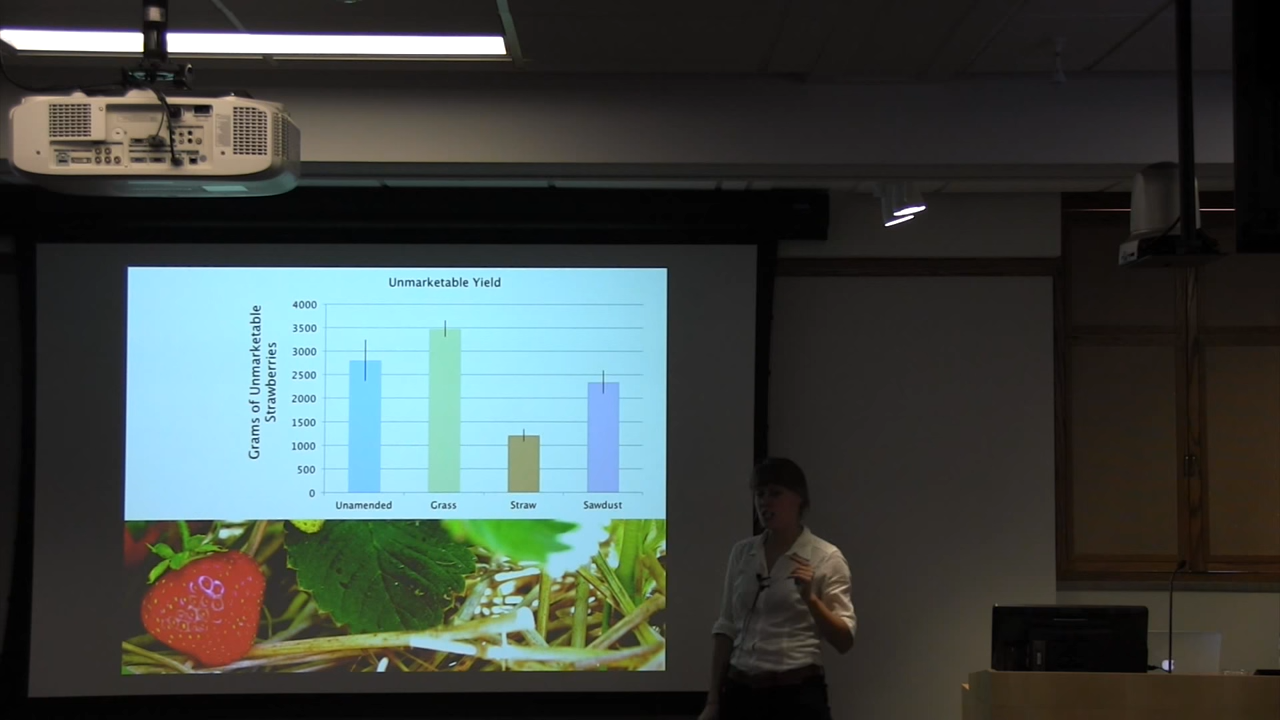 Unmarketable Yield
Grams of Unmarketable
Strawberries
4000
3500
3000
2500
2000
1500
1000
500
0
Unamended Grass Straw Sawdust